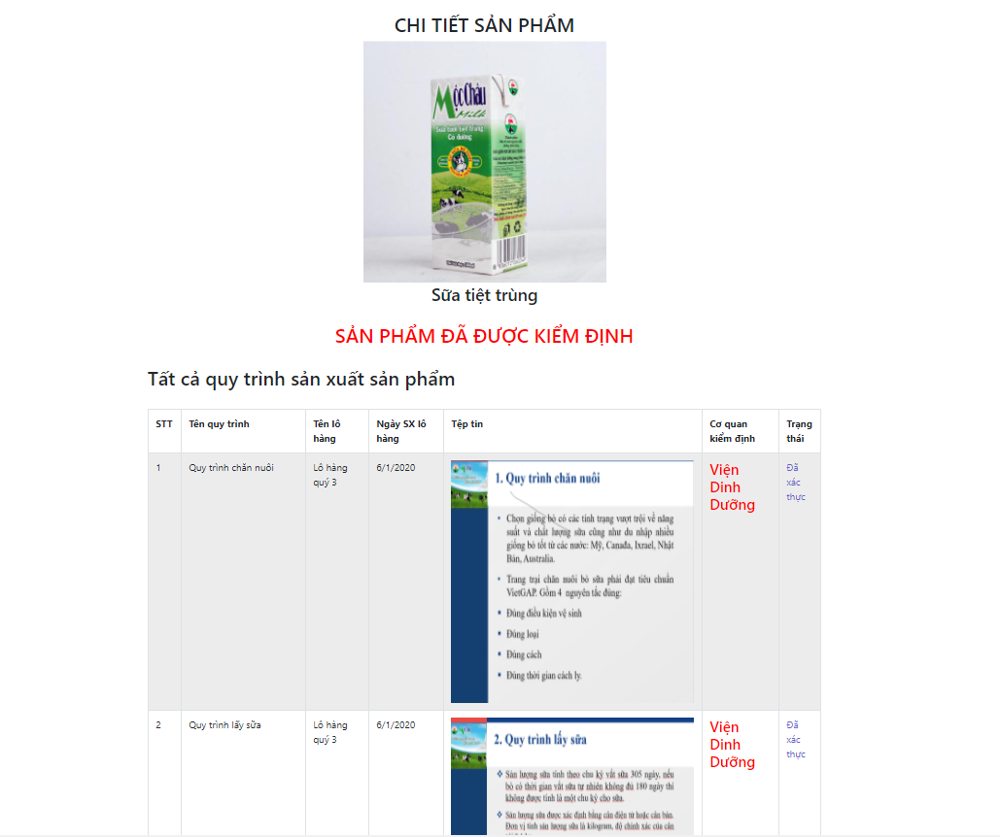 CHI TIẾT SẢN PHẨM
Mộc Châu
Milk
Sữa tươi tiệt trùng
Có đường
Sữa tiệt trùng
SẢN PHẨM ĐÃ ĐƯỢC KIỂM ĐỊNH
Tất cả quy trình sản xuất sản phẩm
STT Tên quy trình Tên lô hàng Ngày SX lô hàng Tệp tin Cơ quan kiểm định Trạng thái
1 Quy trình chăn nuôi Lô hàng quý 3 6/1/2020
1. Quy trình chăn nuôi
• Chọn giống bò có các tính trạng vượt trội về năng
suất và chất lượng sữa cũng như du nhập nhiều
giống bò tốt từ các nước: Mỹ, Canada, Ixrael, Nhật
Bản, Australia.
• Trang trại chăn nuôi bò sữa phải đạt tiêu chuẩn
VietGAP. Gồm 4 nguyên tắc đúng:
• Đúng điều kiện vệ sinh
• Đúng loại
• Đúng cách
• Đúng thời gian cách ly.
Viện
Dinh
Dưỡng
Đã
xác
thực
2 Quy trình lấy sữa Lô hàng quý 3 6/1/2020
2. Quy trình lấy sữa
❖ Sản lượng sữa tính theo chu kỳ vắt sữa 305 ngày, nếu
bò có thời gian vắt sữa tự nhiên không đủ 180 ngày thì
không được tính là một chu kỳ cho sữa.
❖ Sản lượng sữa được xác định bằng cân điện tử hoặc cân bàn.
Đơn vị tính sản lượng sữa là kilogram, độ chính xác của cân
Viện
Dinh
Dưỡng
Đã
xác
thực